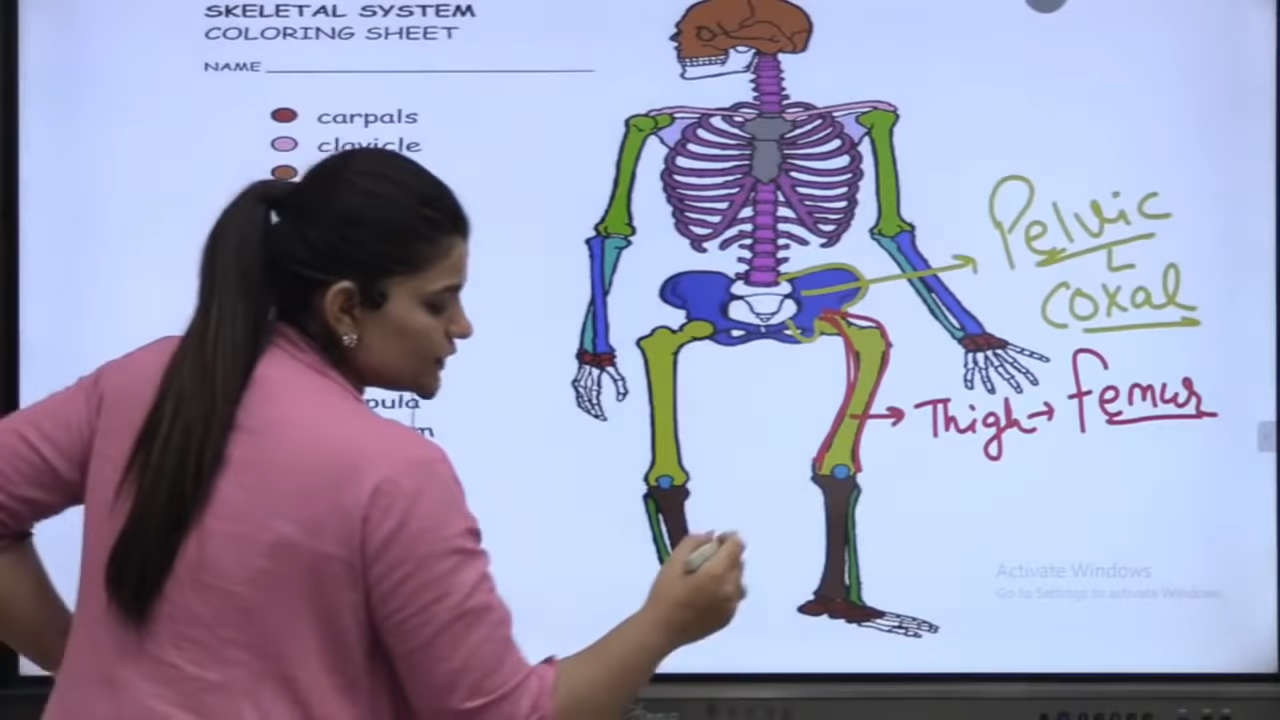 SKELETAL SYSTEM
COLORING SHEET
NAME
carpals
clavicle
Pelvic
coxal
Thigh → femur
Activate Windows
Go to Settings to activate Windows.